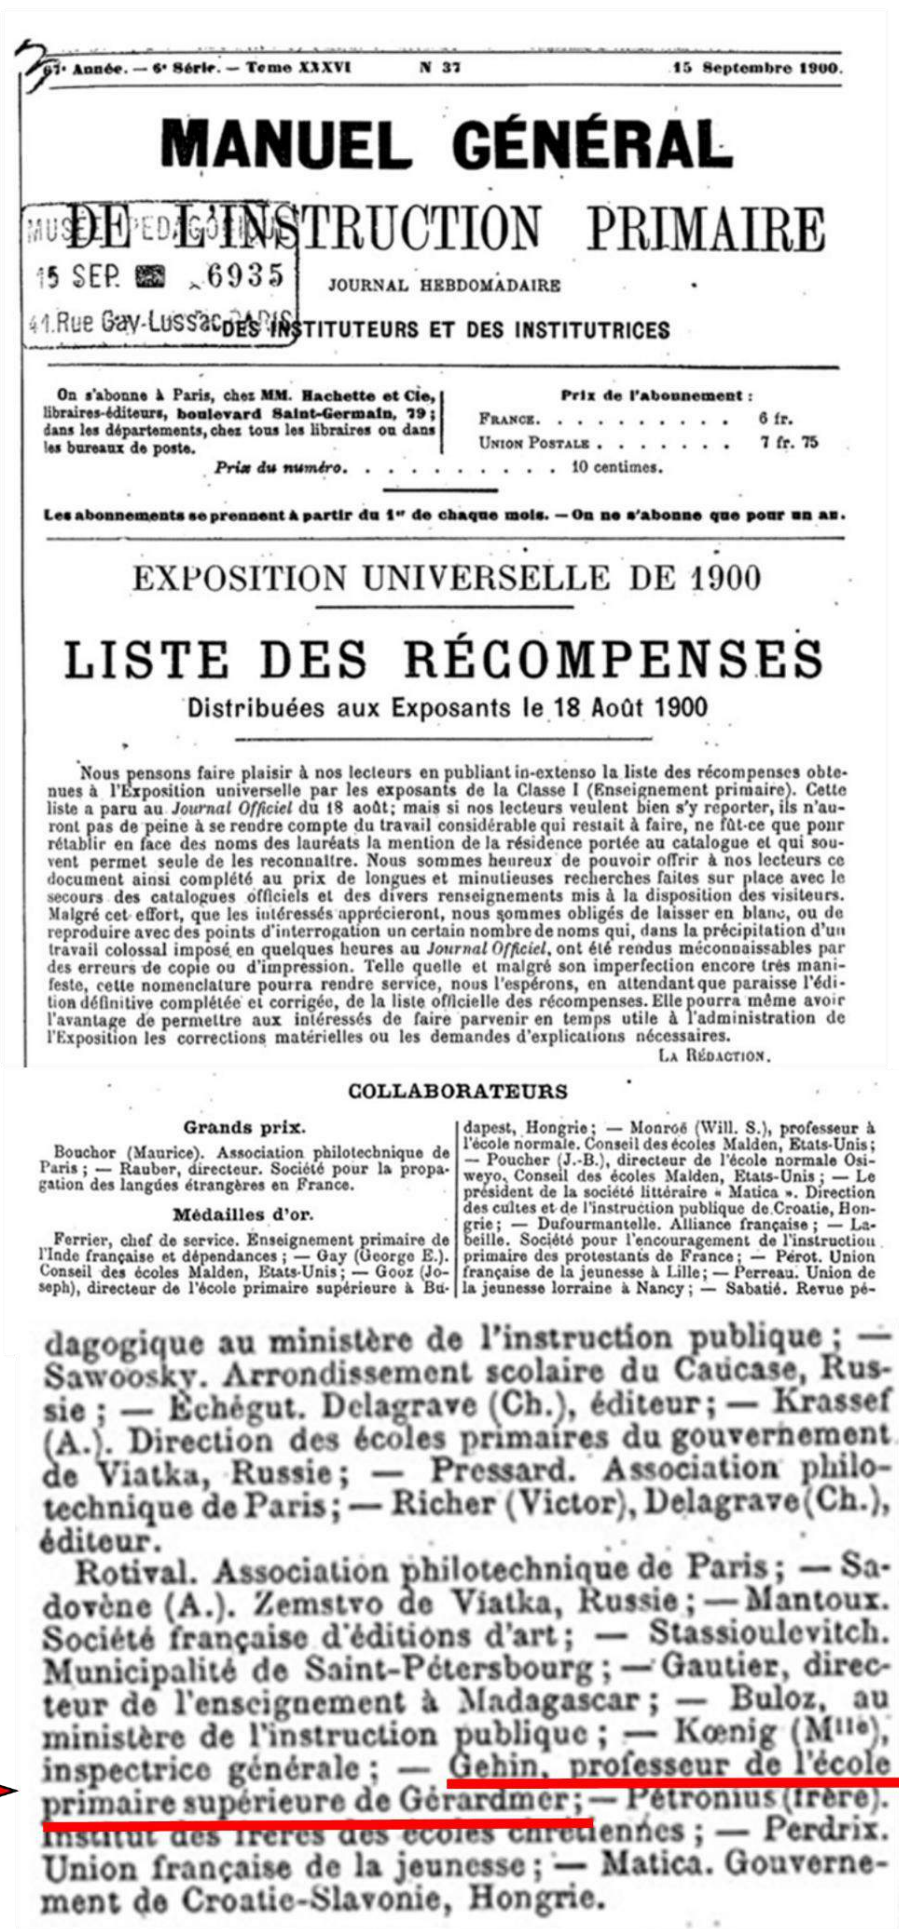 67e Année. — 6e Série. — Tome XXXVI N 37 15 Septembre 1900.
MANUEL GÉNÉRAL
DE L'INSTRUCTION PRIMAIRE
MUSÉE PEDAGOGIQUE
15 SEP. 6935
41.Rue Gay-Lussac PARIS
JOURNAL HEBDOMADAIRE
DES INSTITUTEURS ET DES INSTITUTRICES
On s'abonne à Paris, chez MM. Hachette et Cie,
libraires-éditeurs, boulevard Saint-Germain, 79 ;
dans les départements, chez tous les libraires ou dans
les bureaux de poste.
Prix de l'abonnement :
FRANCE. . . . . . . . . . 6 fr.
UNION POSTALE . . . . . . . 7 fr. 75
Prix du numéro. . . . . . . . . . 10 centimes.
Les abonnements se prennent à partir du 1er de chaque mois. — On ne s'abonne que pour un an.
EXPOSITION UNIVERSELLE DE 1900
LISTE DES RÉCOMPENSES
Distribuées aux Exposants le 18 Août 1900
Nous pensons faire plaisir à nos lecteurs en publiant in-extenso la liste des récompenses obte-
nues à l'Exposition universelle par les exposants de la Classe I (Enseignement primaire). Cette
liste a paru au Journal Officiel du 18 août; mais si nos lecteurs veulent bien s'y reporter, ils n'au-
ront pas de peine à se rendre compte du travail considérable qui restait à faire, ne fût-ce que pour
rétablir en face des noms des lauréats la mention de la résidence portée au catalogue et qui sou-
vent permet seule de les reconnaître. Nous sommes heureux de pouvoir offrir à nos lecteurs ce
document ainsi complété au prix de longues et minutieuses recherches faites sur place avec le
secours des catalogues officiels et des divers renseignements mis à la disposition des visiteurs.
Malgré cet effort, que les intéressés apprécieront, nous sommes obligés de laisser en blanc, ou de
reproduire avec des points d'interrogation un certain nombre de noms qui, dans la précipitation d'un
travail colossal imposé en quelques heures au Journal Officiel, ont été rendus méconnaissables par
des erreurs de copie ou d'impression. Telle quelle et malgré son imperfection encore très mani-
feste, cette nomenclature pourra rendre service, nous l'espérons, en attendant que paraisse l'édi-
tion définitive complétée et corrigée, de la liste officielle des récompenses. Elle pourra même avoir
l'avantage de permettre aux intéressés de faire parvenir en temps utile à l'administration de
l'Exposition les corrections matérielles ou les demandes d'explications nécessaires.
LA RÉDACTION.
COLLABORATEURS
Grands prix.
Bouchor (Maurice). Association philotechnique de
Paris ; — Rauber, directeur. Société pour la propa-
gation des langues étrangères en France.
Médailles d'or.
Ferrier, chef de service. Enseignement primaire de
l'Inde française et dépendances ; — Gay (George E.).
Conseil des écoles Malden, Etats-Unis ; — Gooz (Jo-
seph), directeur de l'école primaire supérieure à Bu-
dapest, Hongrie ; — Monroë (Will. S.), professeur à
l'école normale. Conseil des écoles Malden, Etats-Unis ;
— Poucher (J.-B.), directeur de l'école normale Osi-
weyo, Conseil des écoles Malden, Etats-Unis ; — Le
président de la société littéraire « Matica ». Direction
des cultes et de l'instruction publique de Croatie, Hon-
grie ; — Dufourmantelle. Alliance française ; — La-
beille. Société pour l'encouragement de l'instruction
primaire des protestants de France ; — Pérot. Union
française de la jeunesse à Lille ; — Perreau. Union de
la jeunesse lorraine à Nancy ; — Sabatié. Revue pé-
dagogique au ministère de l'instruction publique ; —
Sawoosky. Arrondissement scolaire du Caucase, Rus-
sie ; — Échégut. Delagrave (Ch.), éditeur ; — Krassef
(A.). Direction des écoles primaires du gouvernement
de Viatka, Russie ; — Pressard. Association philo-
technique de Paris ; — Richer (Victor), Delagrave (Ch.),
éditeur.
Rotival. Association philotechnique de Paris ; — Sa-
dovène (A.). Zemstvo de Viatka, Russie ; — Mantoux.
Société française d'éditions d'art ; — Stassioulevitch.
Municipalité de Saint-Pétersbourg ; — Gautier, direc-
teur de l'enseignement à Madagascar ; — Buloz, au
ministère de l'instruction publique ; — Kœnig (Mlle),
inspectrice générale ; — Gehin, professeur de l'école
primaire supérieure de Gérardmer ; — Pétronius (frère).
Institut des frères des écoles chrétiennes ; — Perdrix.
Union française de la jeunesse ; — Matica. Gouverne-
ment de Croatie-Slavonie, Hongrie.